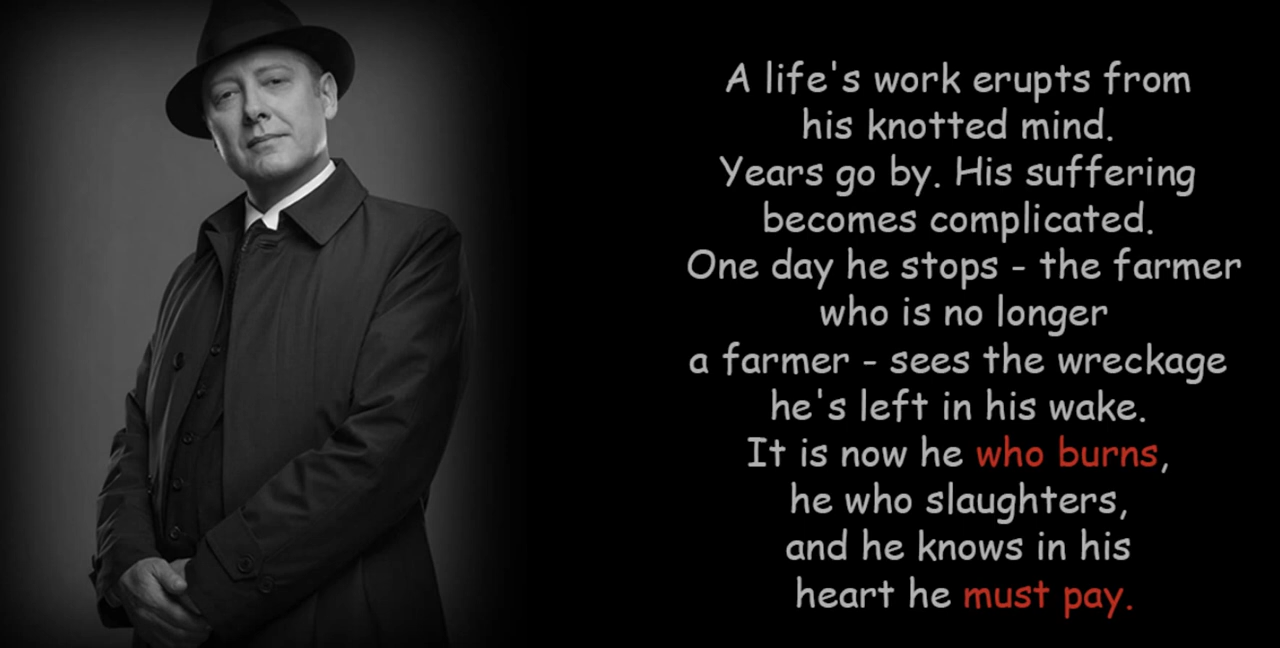 A life's work erupts from
his knotted mind.
Years go by. His suffering
becomes complicated.
One day he stops - the farmer
who is no longer
a farmer - sees the wreckage
he's left in his wake.
It is now he who burns,
he who slaughters,
and he knows in his
heart he must pay.